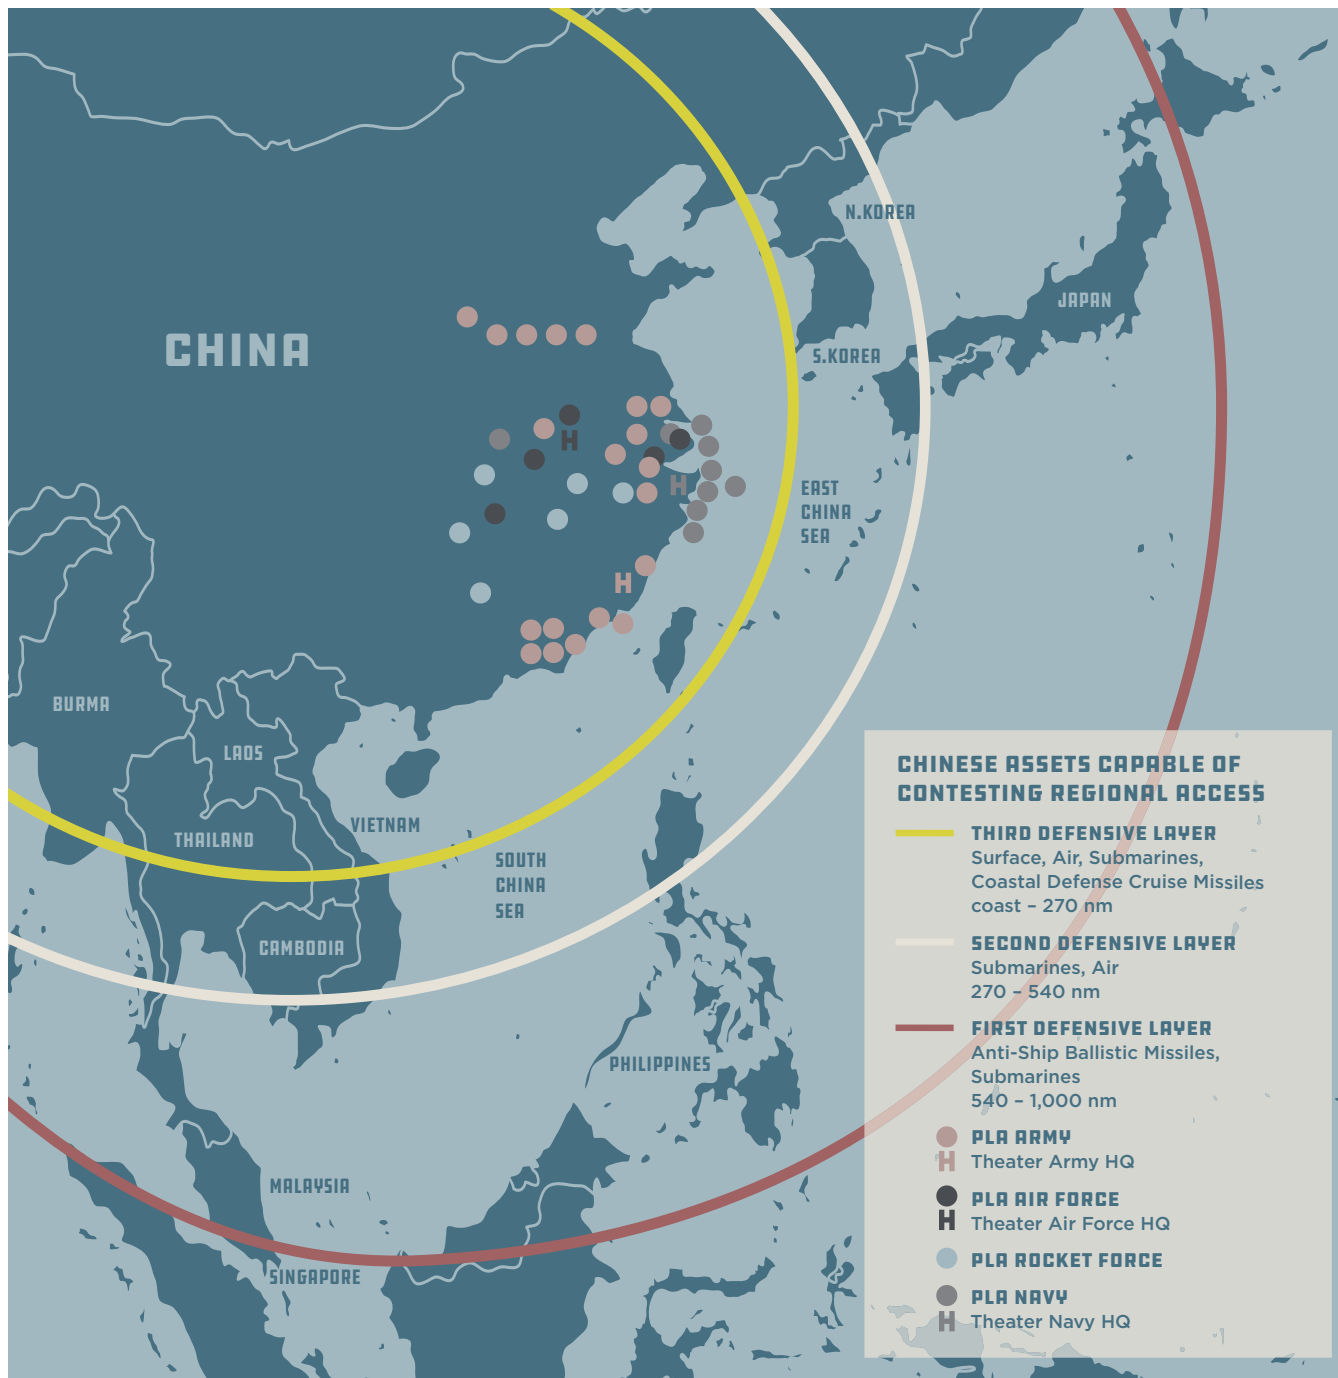 N.KOREA
JAPAN
CHINA
S.KOREA
H
H
EAST
CHINA
SEA
H
BURMA
LAOS
VIETNAM
THAILAND
SOUTH
CHINA
SEA
CAMBODIA
PHILIPPINES
MALAYSIA
SINGAPORE
CHINESE ASSETS CAPABLE OF
CONTESTING REGIONAL ACCESS
THIRD DEFENSIVE LAYER
Surface, Air, Submarines,
Coastal Defense Cruise Missiles
coast – 270 nm
SECOND DEFENSIVE LAYER
Submarines, Air
270 – 540 nm
FIRST DEFENSIVE LAYER
Anti-Ship Ballistic Missiles,
Submarines
540 – 1,000 nm
PLA ARMY
H Theater Army HQ
PLA AIR FORCE
H Theater Air Force HQ
PLA ROCKET FORCE
PLA NAVY
H Theater Navy HQ